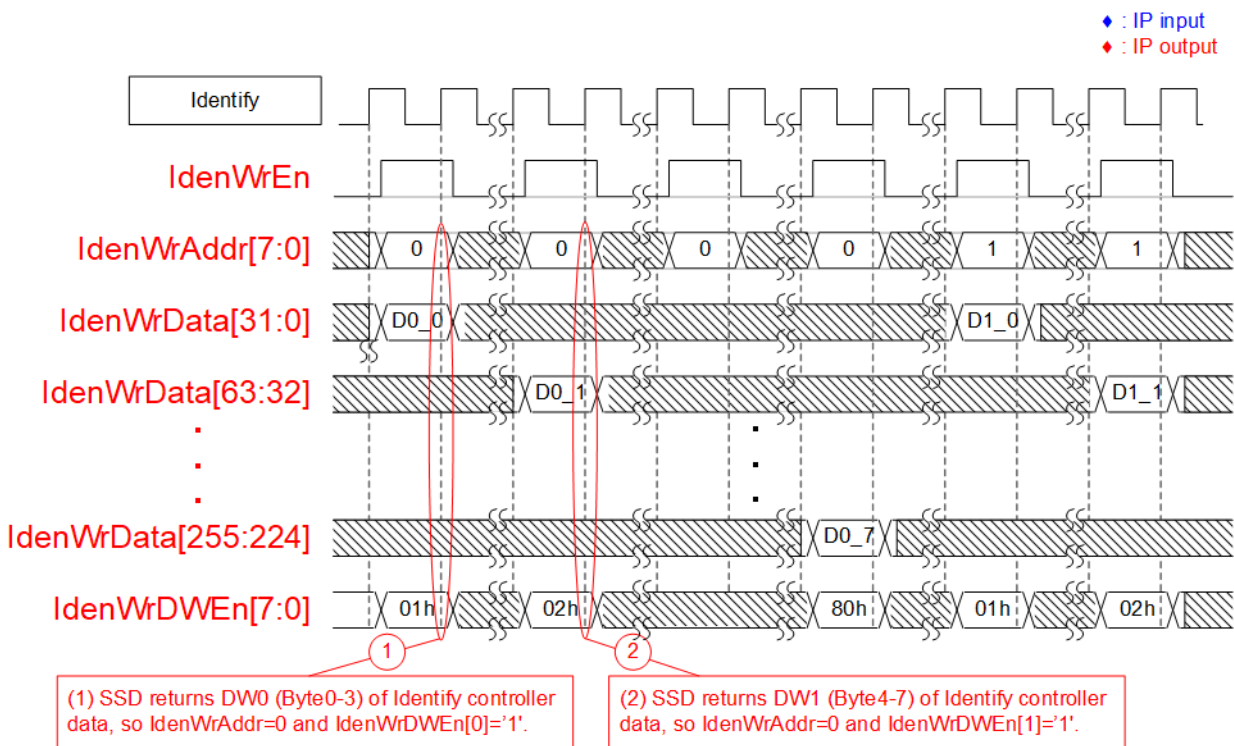 ♦ : IP input
♦ : IP output
Identify
IdenWrEn
IdenWrAddr[7:0]
0 0 0 0 1 1
IdenWrData[31:0]
D0_0 D1_0
IdenWrData[63:32]
D0_1 D1_1
IdenWrData[255:224]
D0_7
IdenWrDWEn[7:0]
01h 02h 80h 01h 02h
1
2
(1) SSD returns DW0 (Byte0-3) of Identify controller
data, so IdenWrAddr=0 and IdenWrDWEn[0]='1'.
(2) SSD returns DW1 (Byte4-7) of Identify controller
data, so IdenWrAddr=0 and IdenWrDWEn[1]='1'.